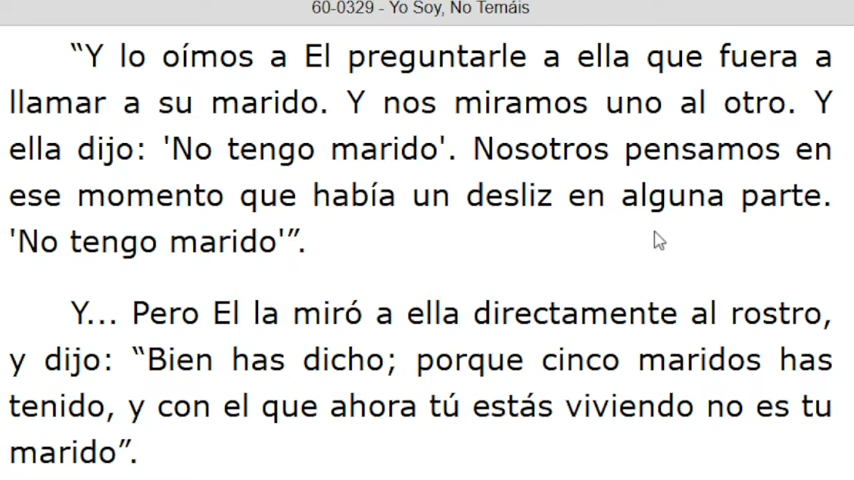 60-0329 - Yo Soy, No Temáis
“Y lo oímos a El preguntarle a ella que fuera a
llamar a su marido. Y nos miramos uno al otro. Y
ella dijo: 'No tengo marido'. Nosotros pensamos en
ese momento que había un desliz en alguna parte.
'No tengo marido'”.
Y... Pero El la miró a ella directamente al rostro,
y dijo: “Bien has dicho; porque cinco maridos has
tenido, y con el que ahora tú estás viviendo no es tu
marido”.